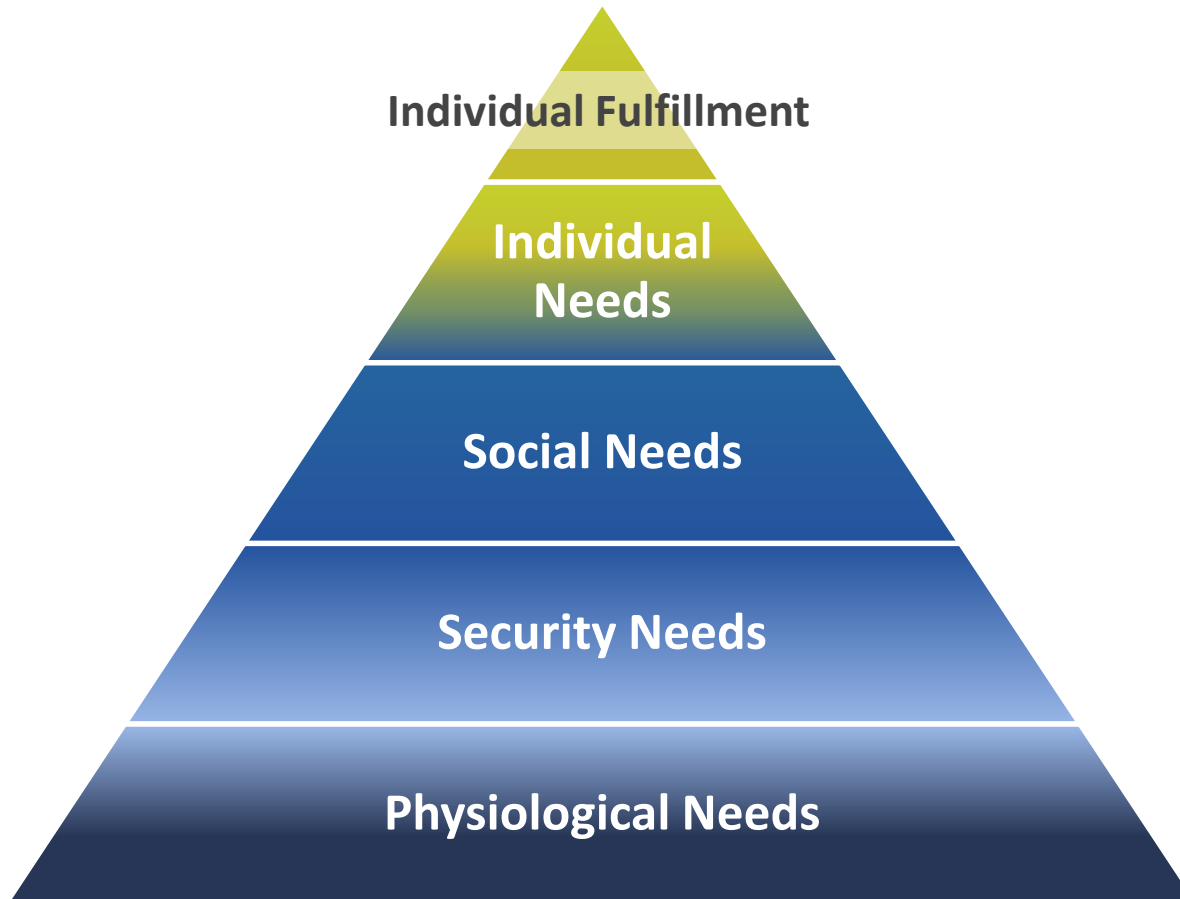 Individual Fulfillment
Individual
Needs
Social Needs
Security Needs
Physiological Needs